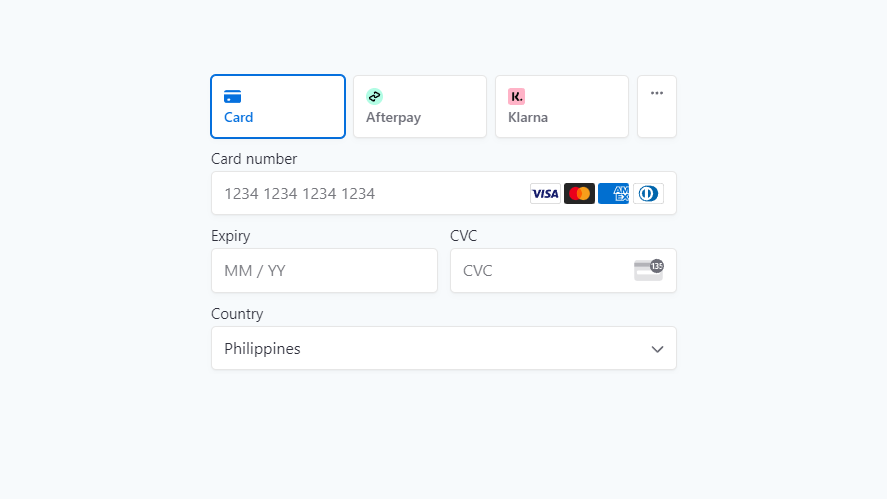 Card
Afterpay
K.
Klarna
...
Card number
1234 1234 1234 1234
VISA
AM
EX
Expiry
CVC
MM / YY
CVC
135
Country
Philippines